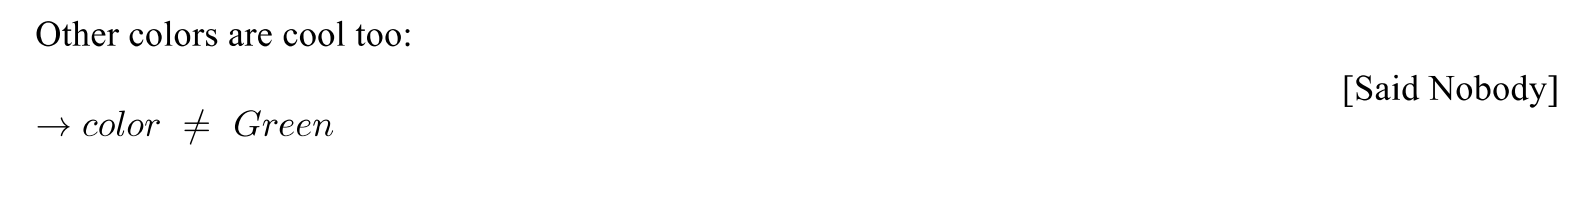 Other colors are cool too:
[Said Nobody]
→ color ≠ Green